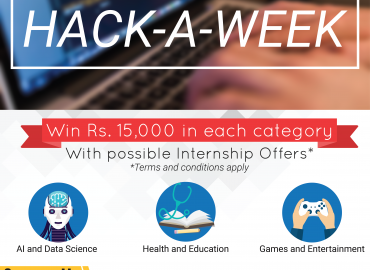 HACK-A-WEEK
Win Rs. 15,000 in each category
With possible Internship Offers*
*Terms and conditions apply
AI and Data Science
Health and Education
Games and Entertainment